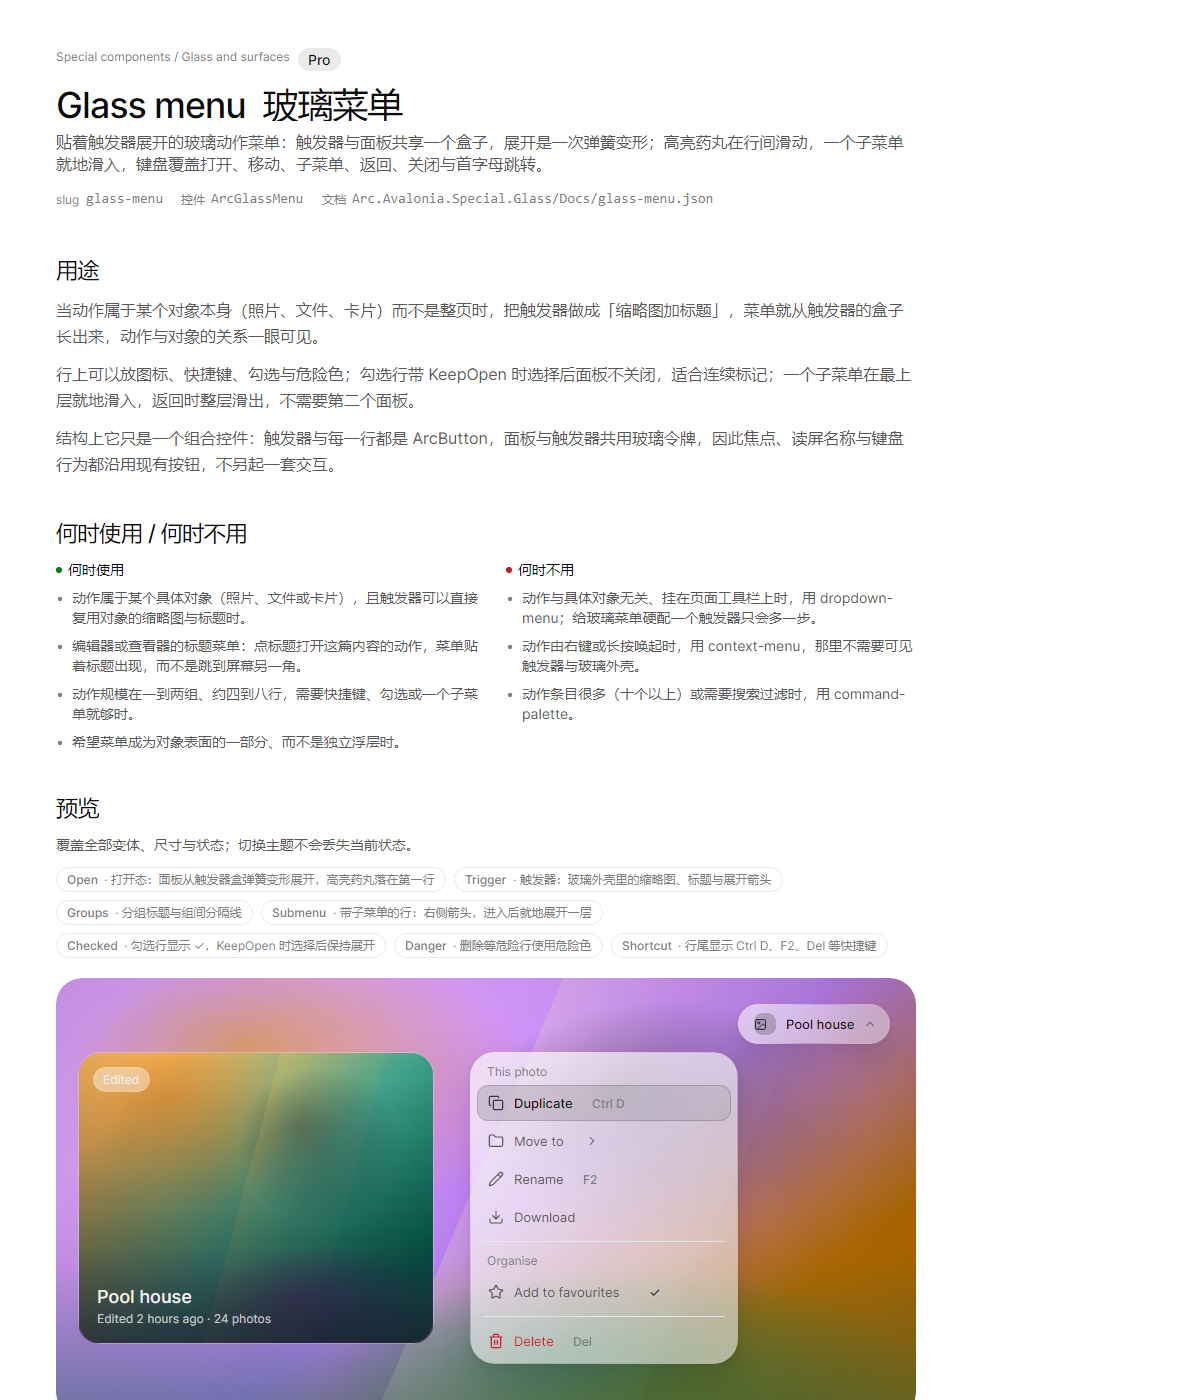 Special components / Glass and surfaces Pro
Glass menu 玻璃菜单
贴着触发器展开的玻璃动作菜单：触发器与面板共享一个盒子，展开是一次弹簧变形；高亮药丸在行间滑动，一个子菜单
就地滑入，键盘覆盖打开、移动、子菜单、返回、关闭与首字母跳转。
slug glass-menu 控件 ArcGlassMenu 文档 Arc.Avalonia.Special.Glass/Docs/glass-menu.json
用途
当动作属于某个对象本身（照片、文件、卡片）而不是整页时，把触发器做成「缩略图加标题」，菜单就从触发器的盒子
长出来，动作与对象的关系一眼可见。
行上可以放图标、快捷键、勾选与危险色；勾选行带 KeepOpen 时选择后面板不关闭，适合连续标记；一个子菜单在最上
层就地滑入，返回时整层滑出，不需要第二个面板。
结构上它只是一个组合控件：触发器与每一行都是 ArcButton，面板与触发器共用玻璃令牌，因此焦点、读屏名称与键盘
行为都沿用现有按钮，不另起一套交互。
何时使用 / 何时不用
何时使用
动作属于某个具体对象（照片、文件或卡片），且触发器可以直接
复用对象的缩略图与标题时。
编辑器或查看器的标题菜单：点标题打开这篇内容的动作，菜单贴
着标题出现，而不是跳到屏幕另一角。
动作规模在一到两组、约四到八行，需要快捷键、勾选或一个子菜
单就够时。
希望菜单成为对象表面的一部分、而不是独立浮层时。
何时不用
动作与具体对象无关、挂在页面工具栏上时，用 dropdown-
menu；给玻璃菜单硬配一个触发器只会多一步。
动作由右键或长按唤起时，用 context-menu，那里不需要可见
触发器与玻璃外壳。
动作条目很多（十个以上）或需要搜索过滤时，用 command-
palette。
预览
覆盖全部变体、尺寸与状态；切换主题不会丢失当前状态。
Open · 打开态：面板从触发器盒弹簧变形展开，高亮药丸落在第一行 Trigger · 触发器：玻璃外壳里的缩略图、标题与展开箭头
Groups · 分组标题与组间分隔线 Submenu · 带子菜单的行：右侧箭头，进入后就地展开一层
Checked · 勾选行显示 ✓，KeepOpen 时选择后保持展开 Danger · 删除等危险行使用危险色 Shortcut · 行尾显示 Ctrl D、F2、Del 等快捷键
Pool house
Edited
Pool house
Edited 2 hours ago · 24 photos
This photo
Duplicate Ctrl D
Move to
Rename F2
Download
Organise
Add to favourites ✓
Delete Del